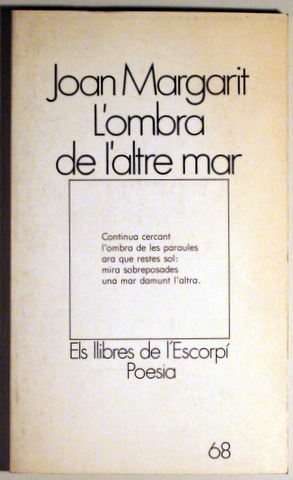 Joan Margarit
L'ombra
de l'altre mar
Continua cercant
l'ombra de les paraules
ara que restes sol:
mira sobreposades
una mar damunt l'altra.
Els llibres de l'Escorpí
Poesia
68